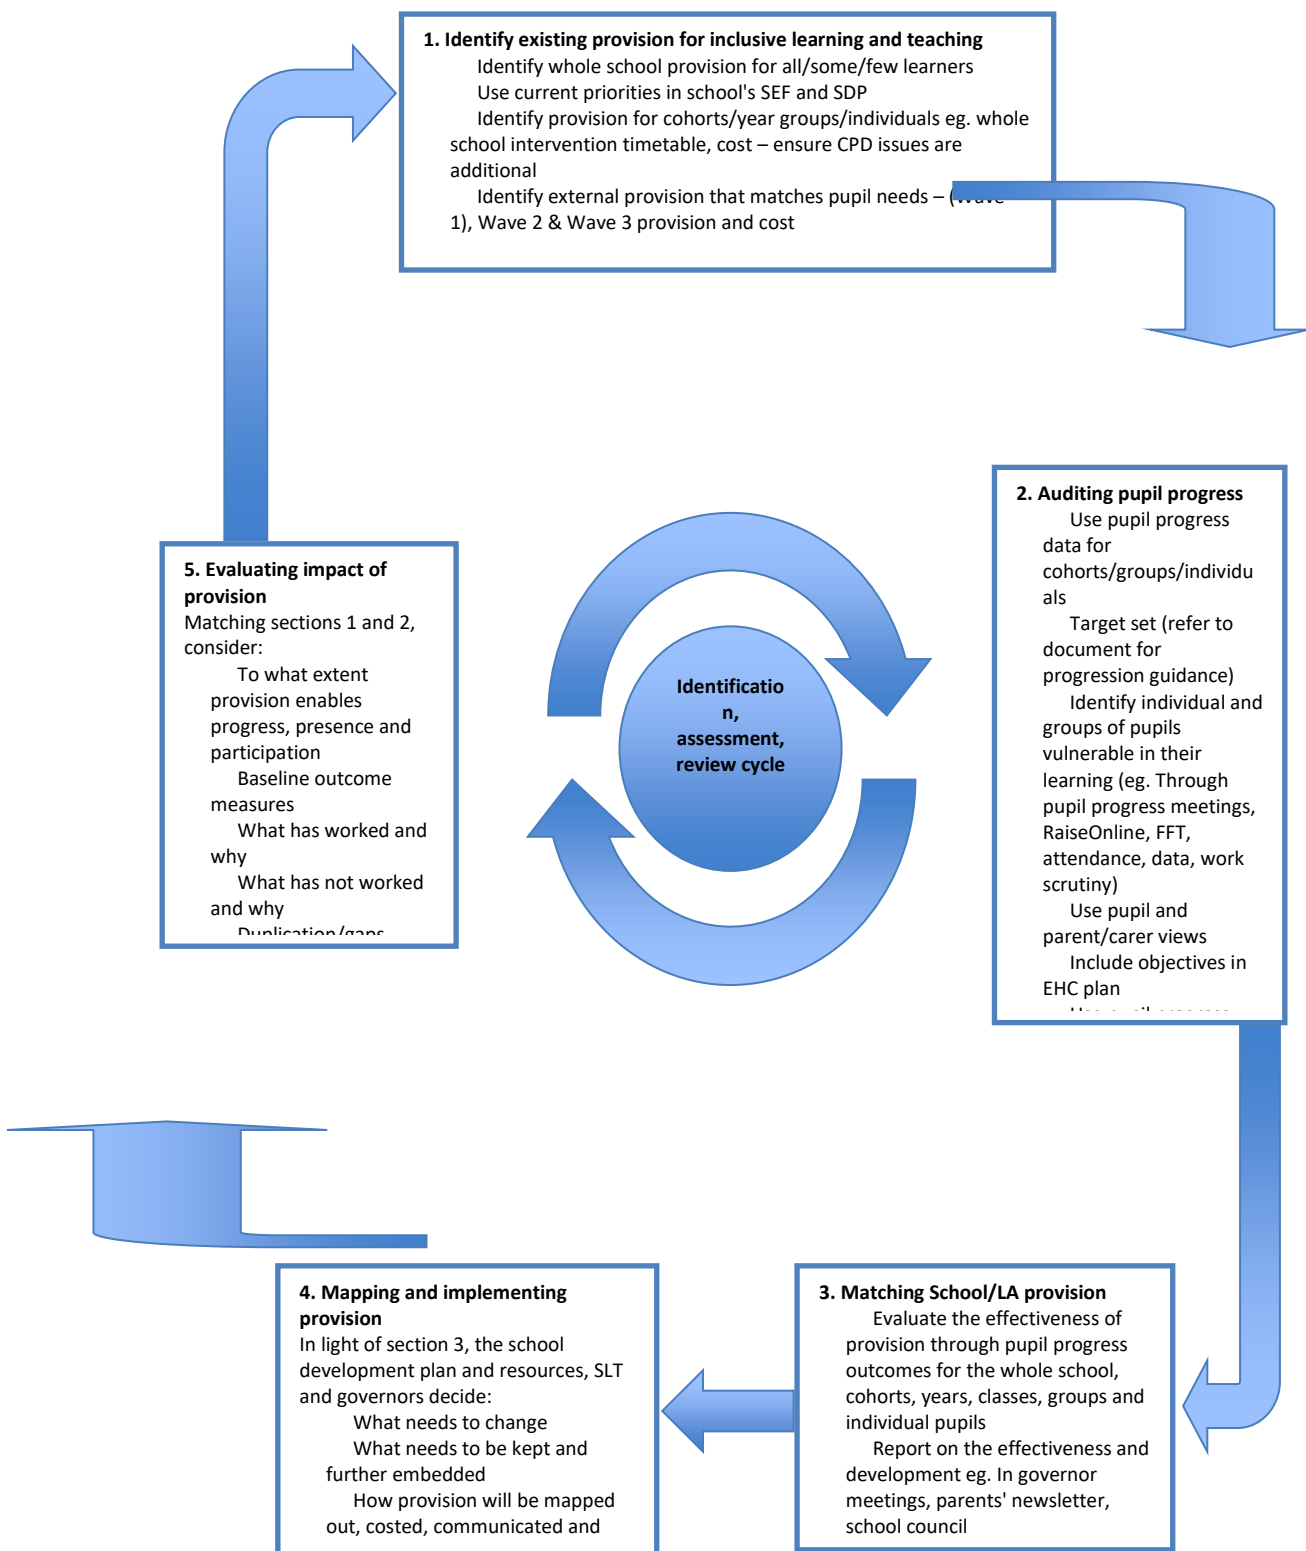 1. Identify existing provision for inclusive learning and teaching
Identify whole school provision for all/some/few learners
Use current priorities in school's SEF and SDP
Identify provision for cohorts/year groups/individuals eg. whole
school intervention timetable, cost – ensure CPD issues are
additional
Identify external provision that matches pupil needs – (Wave
1), Wave 2 & Wave 3 provision and cost
2. Auditing pupil progress
Use pupil progress
data for
cohorts/groups/individu
als
Target set (refer to
document for
progression guidance)
Identify individual and
groups of pupils
vulnerable in their
learning (eg. Through
pupil progress meetings,
RaiseOnline, FFT,
attendance, data, work
scrutiny)
Use pupil and
parent/carer views
Include objectives in
EHC plan
5. Evaluating impact of
provision
Matching sections 1 and 2,
consider:
To what extent
provision enables
progress, presence and
participation
Baseline outcome
measures
What has worked and
why
What has not worked
and why
Duplication/gaps
Identificatio
n,
assessment,
review cycle
4. Mapping and implementing
provision
In light of section 3, the school
development plan and resources, SLT
and governors decide:
What needs to change
What needs to be kept and
further embedded
How provision will be mapped
out, costed, communicated and
3. Matching School/LA provision
Evaluate the effectiveness of
provision through pupil progress
outcomes for the whole school,
cohorts, years, classes, groups and
individual pupils
Report on the effectiveness and
development eg. In governor
meetings, parents' newsletter,
school council